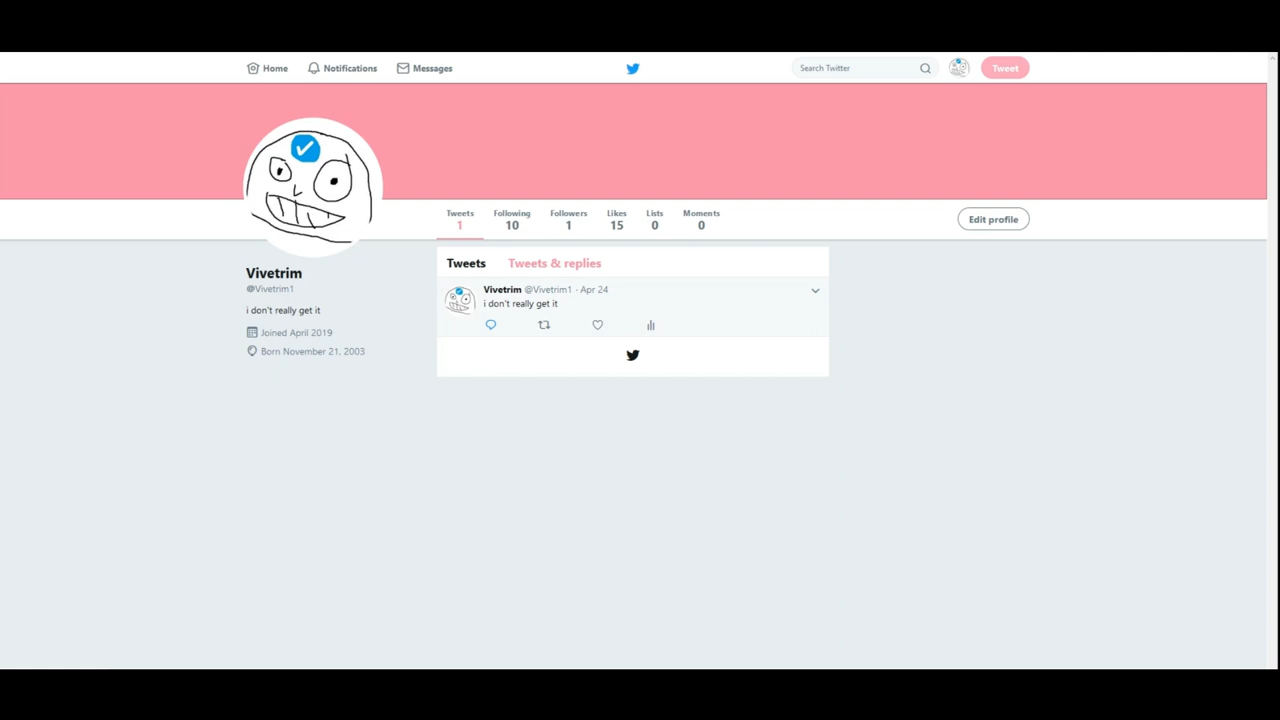 Home Notifications Messages Search Twitter Tweet
Tweets Following Followers Likes Lists Moments
1 10 1 15 0 0
Edit profile
Vivetrim
@Vivetrim1
i don't really get it
Joined April 2019
Born November 21, 2003
Tweets Tweets & replies
Vivetrim @Vivetrim1 · Apr 24
i don't really get it